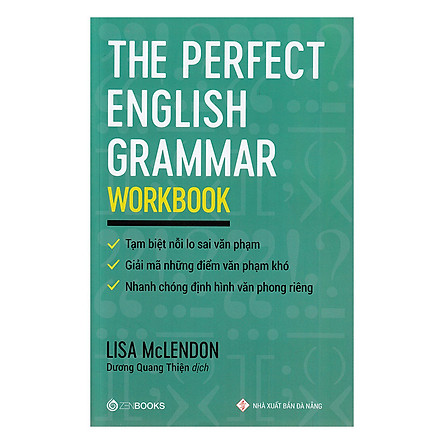 THE PERFECT
ENGLISH
GRAMMAR
WORKBOOK
Tạm biệt nỗi lo sai văn phạm
Giải mã những điểm văn phạm khó
Nhanh chóng định hình văn phong riêng
LISA McLENDON
Dương Quang Thiện dịch
ZENBOOKS
NHÀ XUẤT BẢN ĐÀ NẴNG